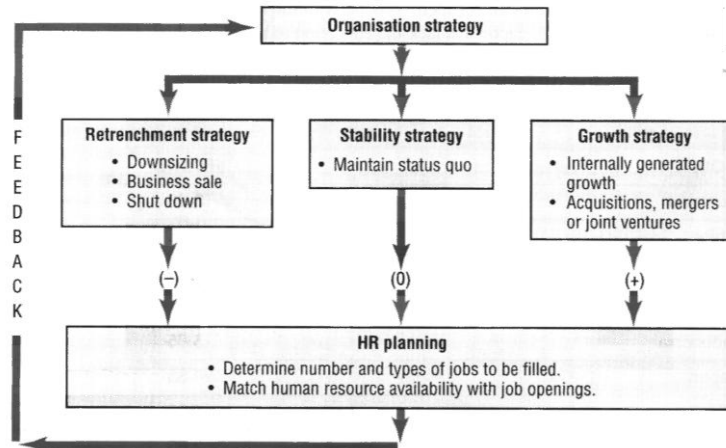 Organisation strategy
Retrenchment strategy
• Downsizing
• Business sale
• Shut down
Stability strategy
• Maintain status quo
Growth strategy
• Internally generated
growth
• Acquisitions, mergers
or joint ventures
(–)
(0)
(+)
HR planning
• Determine number and types of jobs to be filled.
• Match human resource availability with job openings.
F
E
E
D
B
A
C
K